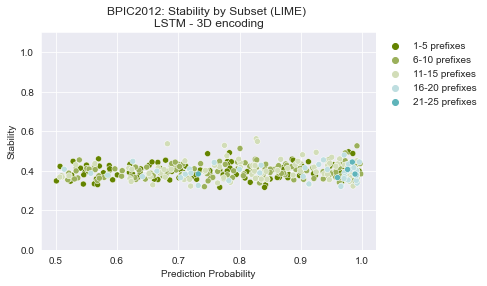 BPIC2012: Stability by Subset (LIME)
LSTM - 3D encoding
1-5 prefixes
6-10 prefixes
11-15 prefixes
16-20 prefixes
21-25 prefixes
Stability
1.0
0.8
0.6
0.4
0.2
0.0
0.5 0.6 0.7 0.8 0.9 1.0
Prediction Probability